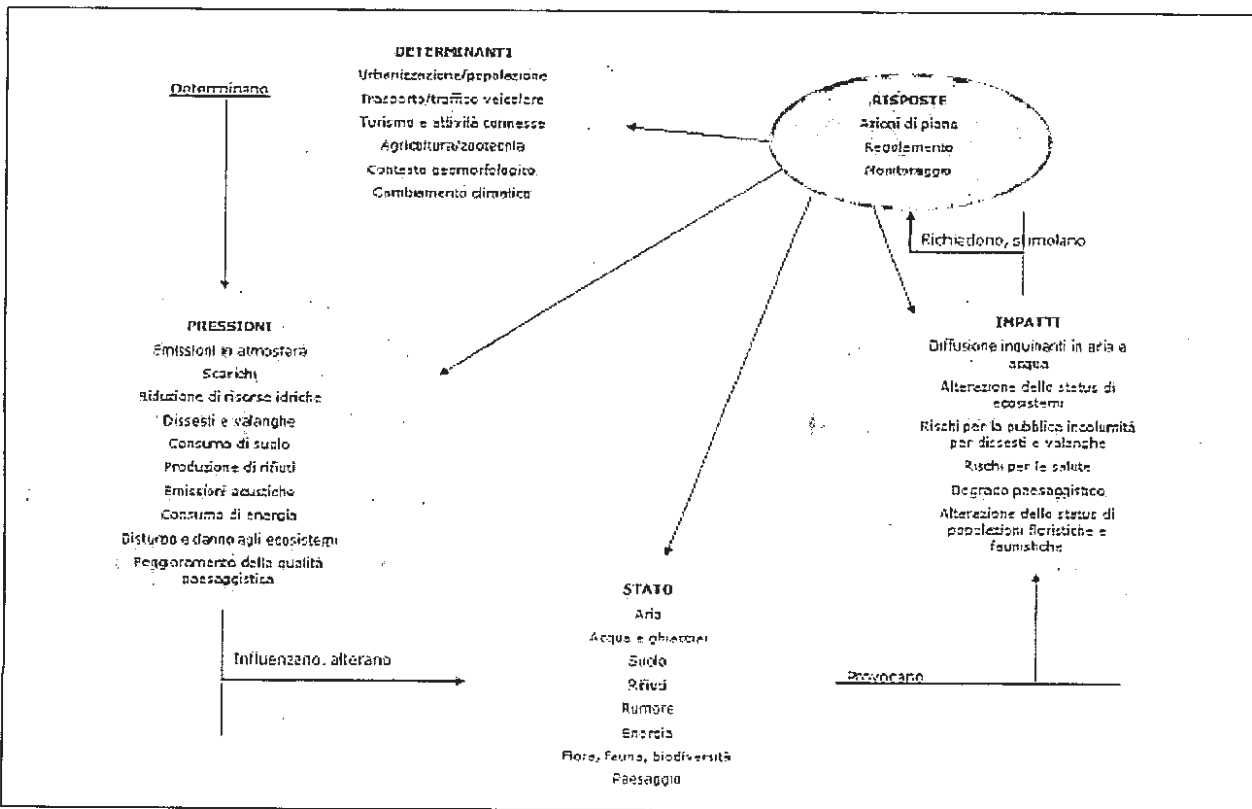 DETERMINANTI
Urbanizzazione/popolazione
Trasporto/traffico veicolare
Turismo e attività connesse
Agricoltura/zootecnia
Contesto geomorfologico
Cambiamento climatico
Determinano
RISPOSTE
Azioni di piano
Regolamento
Monitoraggio
Richiedono, stimolano
PRESSIONI
Emissioni in atmosfera
Scarichi
Riduzione di risorse idriche
Dissesti e valanghe
Consumo di suolo
Produzione di rifiuti
Emissioni acustiche
Consumo di energia
Disturbo e danno agli ecosistemi
Peggioramento della qualità
paesaggistica
IMPATTI
Diffusione inquinanti in aria e
acqua
Alterazione dello status di
ecosistemi
Rischi per la pubblica incolumità
per dissesti e valanghe
Rischi per la salute
Degrado paesaggistico
Alterazione dello status di
popolazioni floristiche e
faunistiche
Influenzano, alterano
STATO
Aria
Acqua e ghiacciai
Suolo
Rifiuti
Rumore
Energia
Flora, fauna, biodiversità
Paesaggio
Provocano